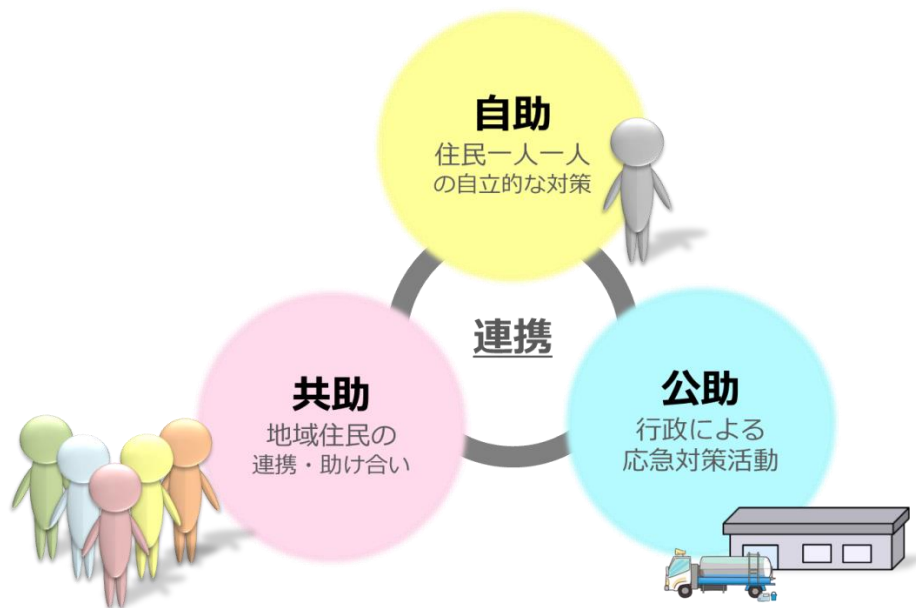 自助
住民一人一人
の自立的な対策
連携
共助
地域住民の
連携・助け合い
公助
行政による
応急対策活動